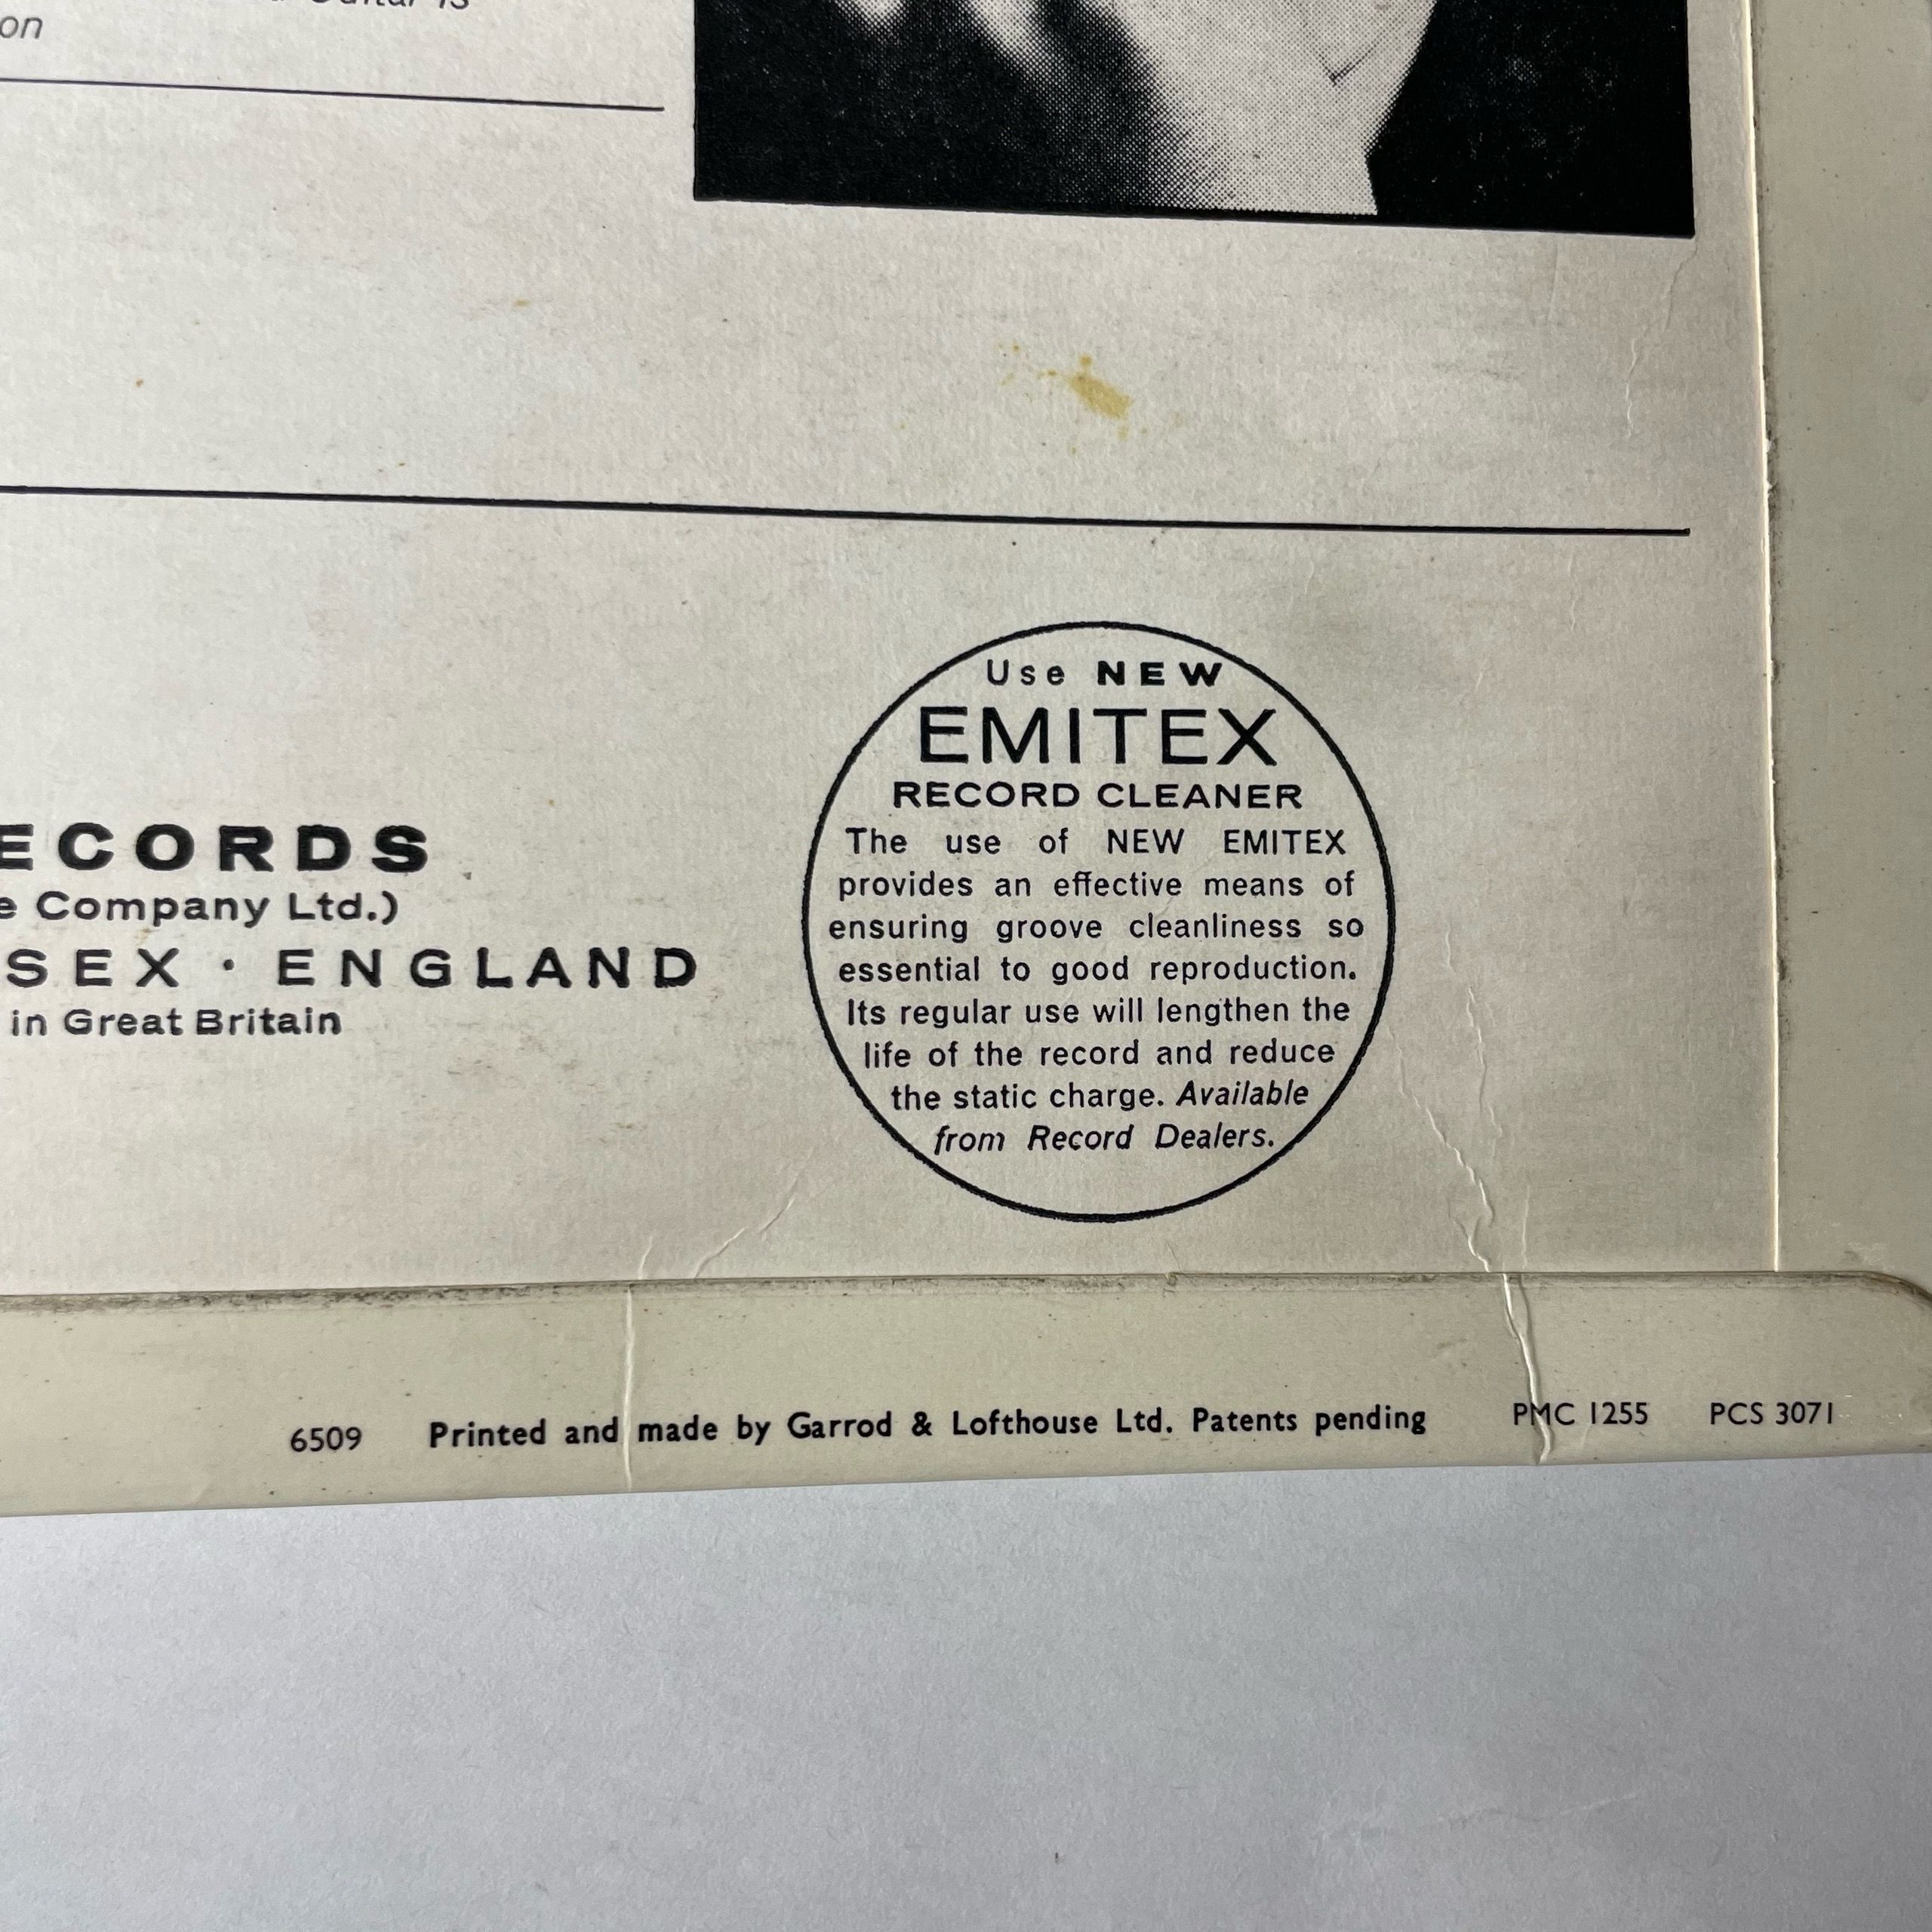 on
ECORDS
Company Ltd.)
SEX · ENGLAND
in Great Britain
Use NEW
EMITEX
RECORD CLEANER
The use of NEW EMITEX
provides an effective means of
ensuring groove cleanliness so
essential to good reproduction.
Its regular use will lengthen the
life of the record and reduce
the static charge. Available
from Record Dealers.
6509 Printed and made by Garrod & Lofthouse Ltd. Patents pending PMC 1255 PCS 3071